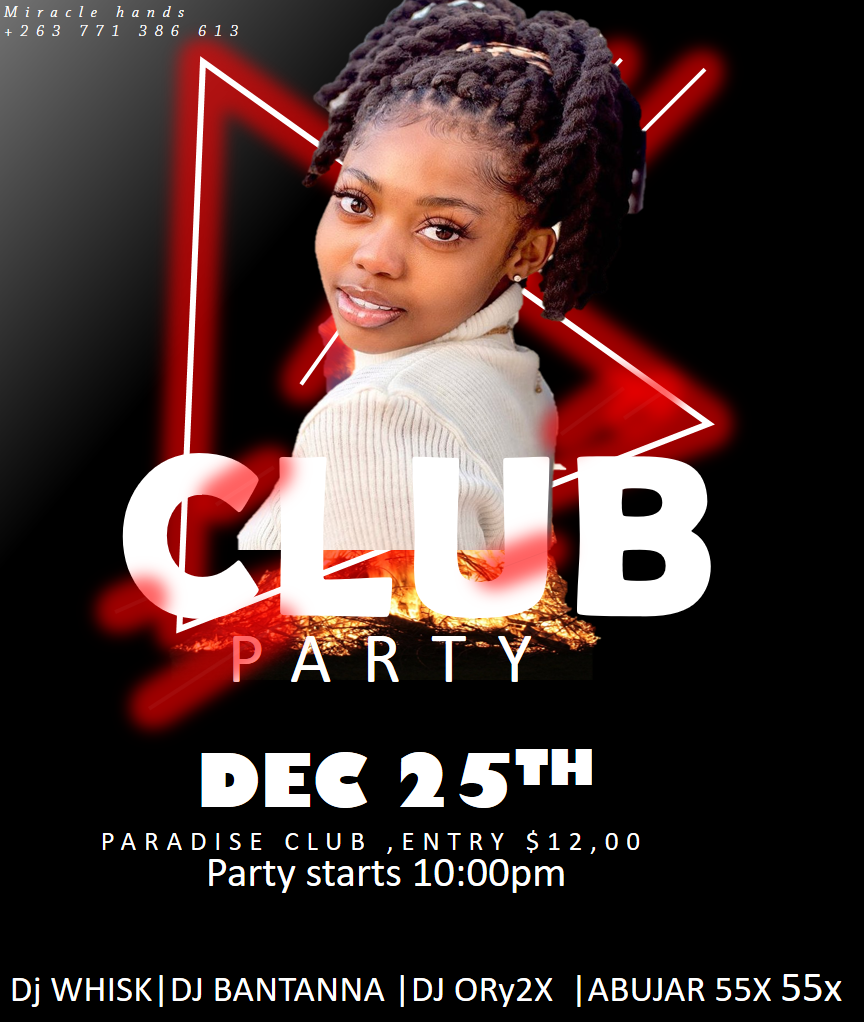 Miracle hands
+263 771 386 613
CLUB
PARTY
DEC 25TH
PARADISE CLUB ,ENTRY $12,00
Party starts 10:00pm
Dj WHISK|DJ BANTANNA |DJ ORy2X |ABUJAR 55X 55x